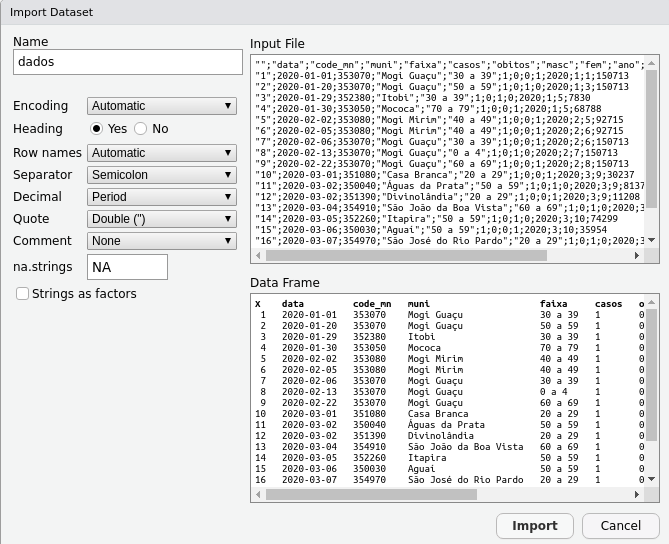 Import Dataset
Name
dados
Encoding Automatic
Heading Yes No
Row names Automatic
Separator Semicolon
Decimal Period
Quote Double (")
Comment None
na.strings NA
Strings as factors
Input File
"";"data";"code_mn";"muni";"faixa";"casos";"obitos";"masc";"fem";"ano";
"1";2020-01-01;353070;"Mogi Guaçu";"30 a 39";1;0;0;1;2020;1;1;150713
"2";2020-01-20;353070;"Mogi Guaçu";"50 a 59";1;0;1;0;2020;1;3;150713
"3";2020-01-29;352380;"Itobi";"30 a 39";1;0;1;0;2020;1;5;7830
"4";2020-01-30;353050;"Mococa";"70 a 79";1;0;0;1;2020;1;5;68788
"5";2020-02-02;353080;"Mogi Mirim";"40 a 49";1;0;0;1;2020;2;5;92715
"6";2020-02-05;353080;"Mogi Mirim";"40 a 49";1;0;0;1;2020;2;6;92715
"7";2020-02-06;353070;"Mogi Guaçu";"30 a 39";1;0;0;1;2020;2;6;150713
"8";2020-02-13;353070;"Mogi Guaçu";"0 a 4";1;0;1;0;2020;2;7;150713
"9";2020-02-22;353070;"Mogi Guaçu";"60 a 69";1;0;0;1;2020;2;8;150713
"10";2020-03-01;351080;"Casa Branca";"20 a 29";1;0;1;0;2020;3;9;30237
"11";2020-03-02;350040;"Águas da Prata";"50 a 59";1;0;1;0;2020;3;9;8137
"12";2020-03-02;351390;"Divinolândia";"20 a 29";1;0;0;1;2020;3;9;11208
"13";2020-03-04;354910;"São João da Boa Vista";"60 a 69";1;0;1;0;2020;3
"14";2020-03-05;352260;"Itapira";"50 a 59";1;0;1;0;2020;3;10;74299
"15";2020-03-06;350030;"Aguaí";"50 a 59";1;0;1;0;2020;3;10;35954
"16";2020-03-07;354970;"São José do Rio Pardo";"20 a 29";1;0;1;0;2020;3
Data Frame
X data code_mn muni faixa casos o
1 2020-01-01 353070 Mogi Guaçu 30 a 39 1 0
2 2020-01-20 353070 Mogi Guaçu 50 a 59 1 0
3 2020-01-29 352380 Itobi 30 a 39 1 0
4 2020-01-30 353050 Mococa 70 a 79 1 0
5 2020-02-02 353080 Mogi Mirim 40 a 49 1 0
6 2020-02-05 353080 Mogi Mirim 40 a 49 1 0
7 2020-02-06 353070 Mogi Guaçu 30 a 39 1 0
8 2020-02-13 353070 Mogi Guaçu 0 a 4 1 0
9 2020-02-22 353070 Mogi Guaçu 60 a 69 1 0
10 2020-03-01 351080 Casa Branca 20 a 29 1 0
11 2020-03-02 350040 Águas da Prata 50 a 59 1 0
12 2020-03-02 351390 Divinolândia 20 a 29 1 0
13 2020-03-04 354910 São João da Boa Vista 60 a 69 1 0
14 2020-03-05 352260 Itapira 50 a 59 1 0
15 2020-03-06 350030 Aguaí 50 a 59 1 0
16 2020-03-07 354970 São José do Rio Pardo 20 a 29 1 0
Import Cancel